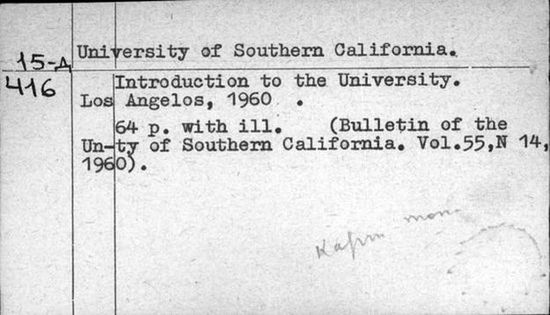 15-д
416
University of Southern California.
Introduction to the University.
Los Angelos, 1960 .
64 p. with ill. (Bulletin of the
Un-ty of Southern California. Vol.55,N 14,
1960).